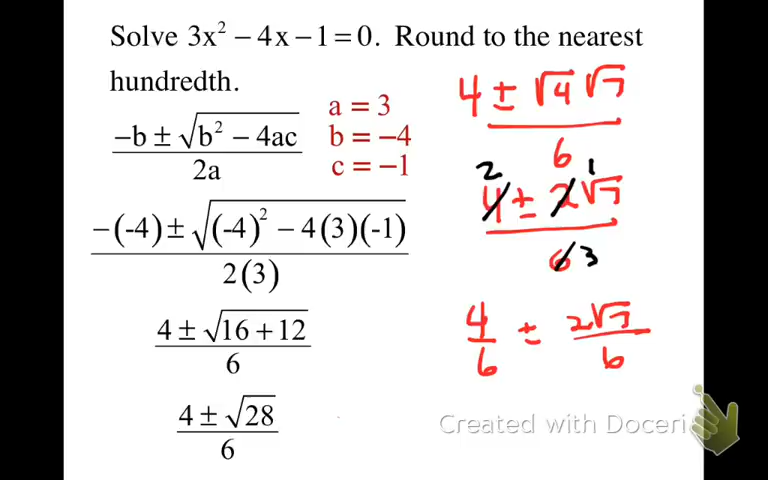 Solve 3x² − 4x − 1 = 0. Round to the nearest
hundredth.
−b ± √(b² − 4ac)
2a
a = 3
b = −4
c = −1
−(-4) ± √((-4)² − 4(3)(-1))
2(3)
4 ± √(16 + 12)
6
4 ± √28
6
4 ± √4 √7
6
2 1
4 ± 2√7
6 3
4/6 ± 2√7/6
Created with Doceri